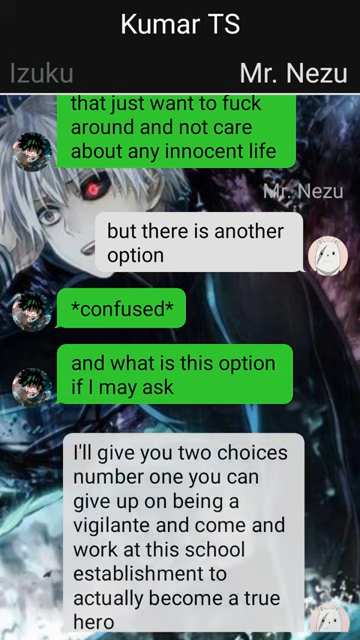 Kumar TS
Izuku
Mr. Nezu
that just want to fuck
around and not care
about any innocent life
Mr. Nezu
but there is another
option
*confused*
and what is this option
if I may ask
I'll give you two choices
number one you can
give up on being a
vigilante and come and
work at this school
establishment to
actually become a true
hero